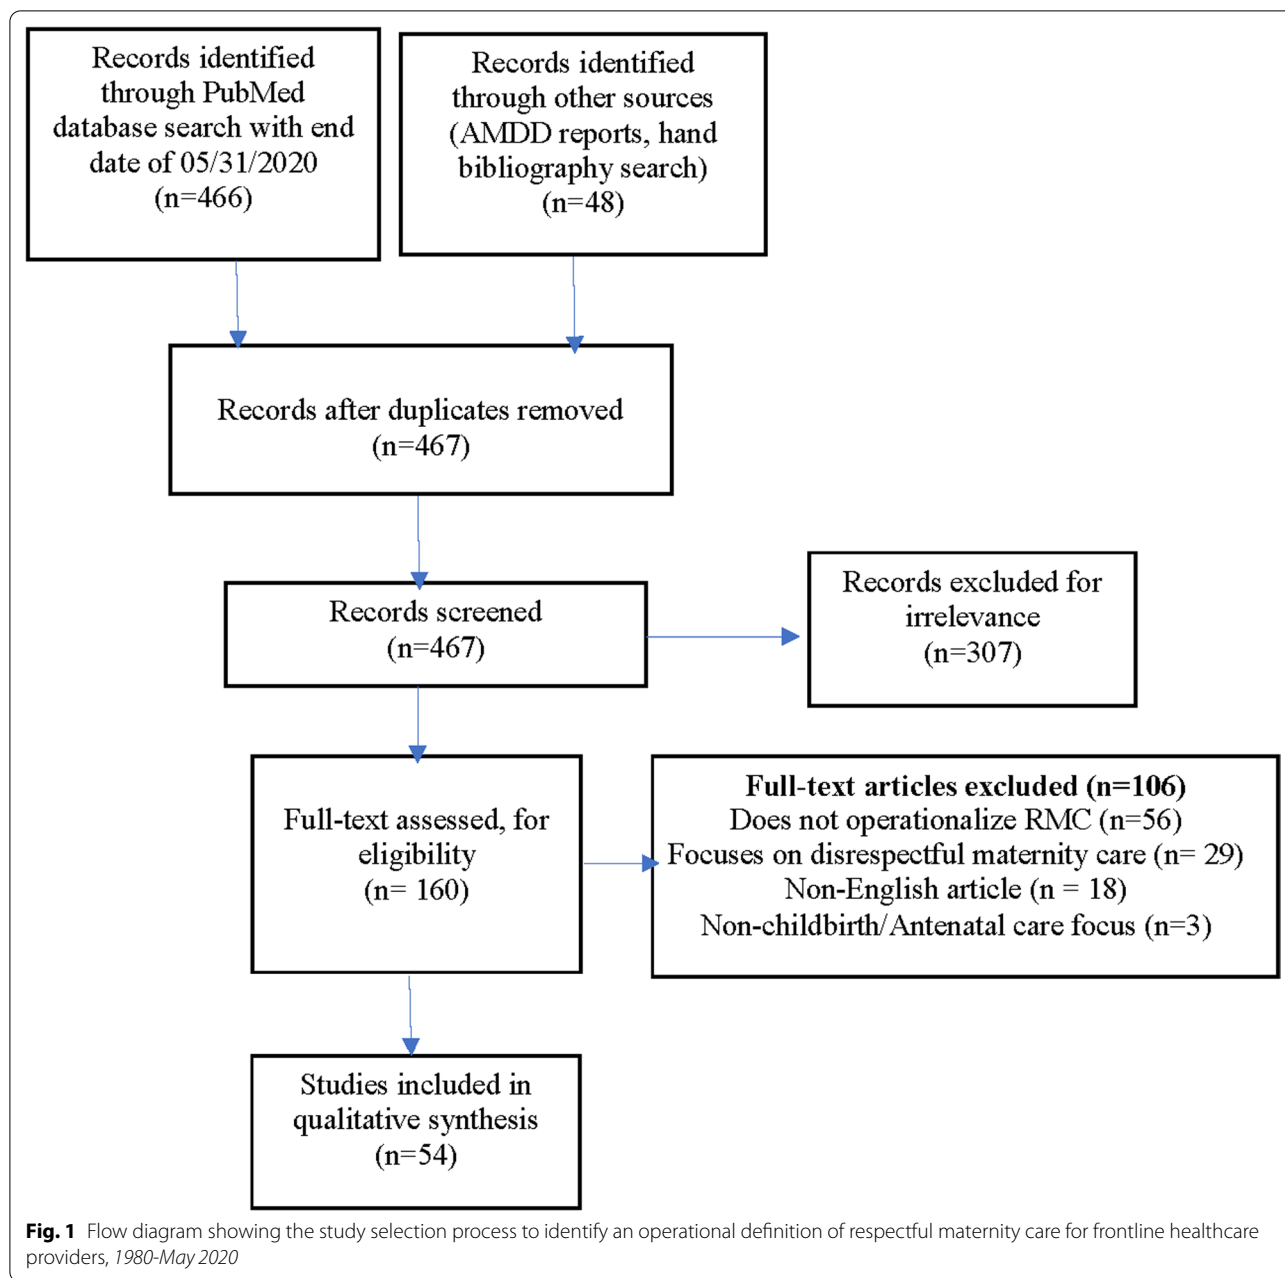 Records identified
through PubMed
database search with end
date of 05/31/2020
(n=466)
Records identified
through other sources
(AMDD reports, hand
bibliography search)
(n=48)
Records after duplicates removed
(n=467)
Records screened
(n=467)
Records excluded for
irrelevance
(n=307)
Full-text assessed, for
eligibility
(n= 160)
Full-text articles excluded (n=106)
Does not operationalize RMC (n=56)
Focuses on disrespectful maternity care (n= 29)
Non-English article (n = 18)
Non-childbirth/Antenatal care focus (n=3)
Studies included in
qualitative synthesis
(n=54)
Fig. 1 Flow diagram showing the study selection process to identify an operational definition of respectful maternity care for frontline healthcare
providers, 1980-May 2020